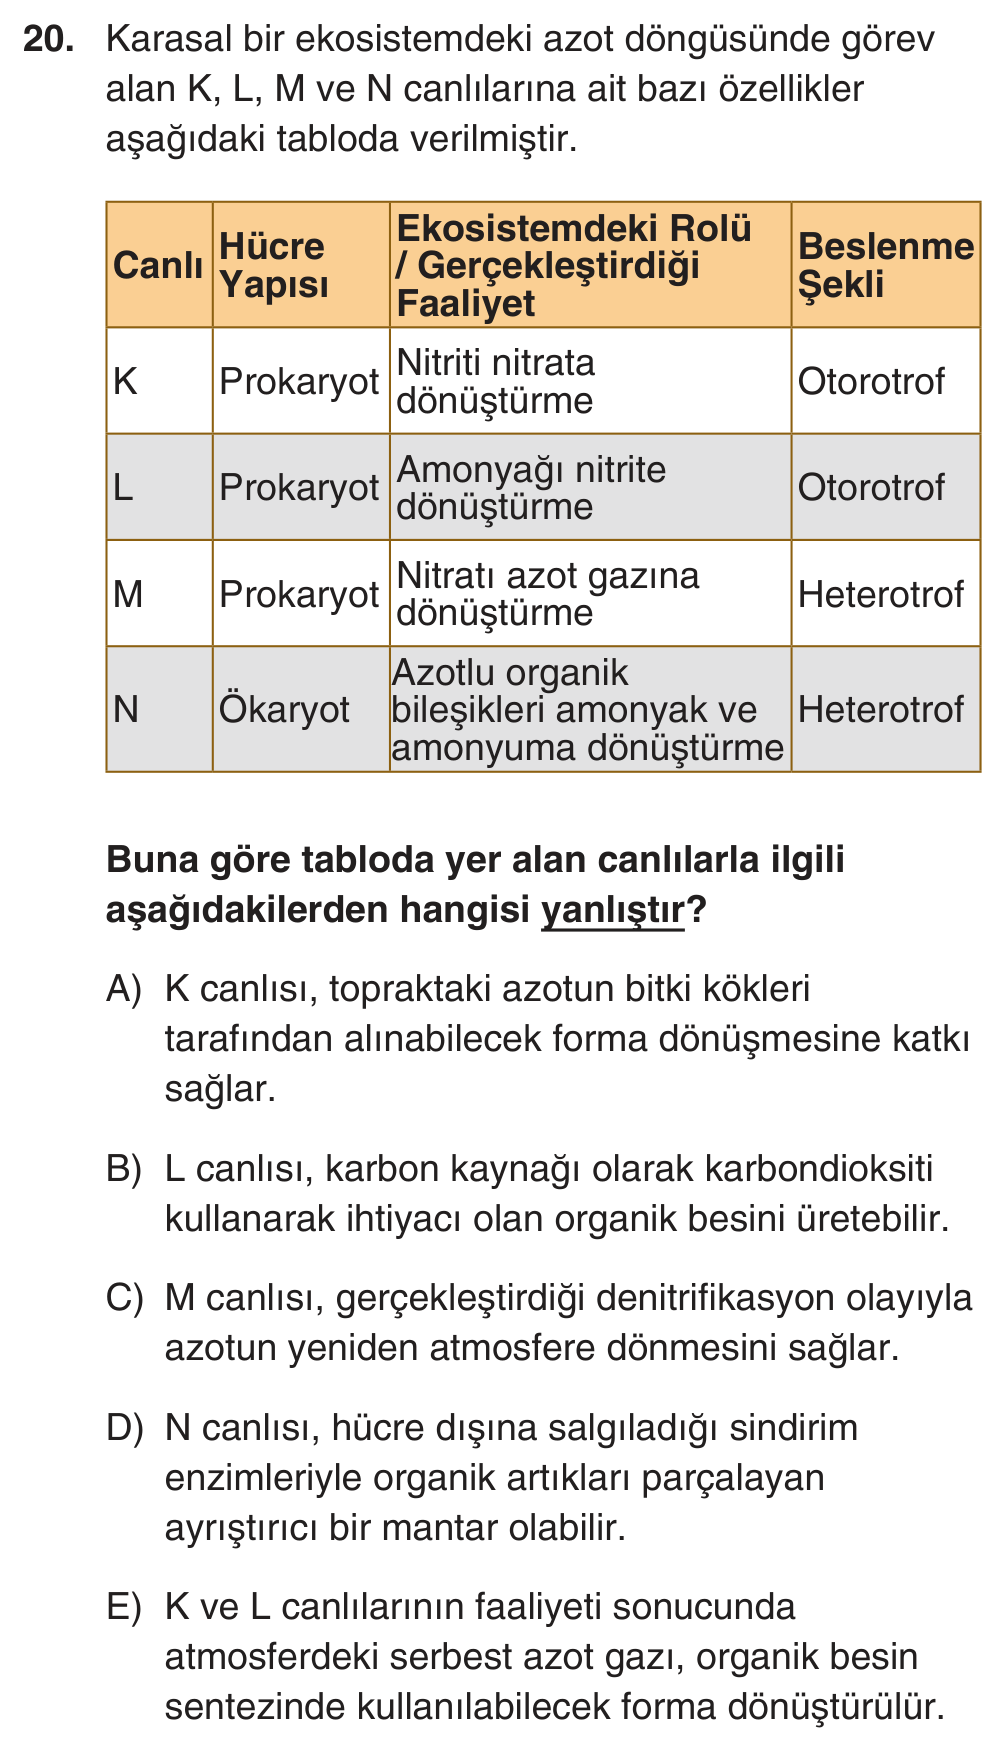 20. Karasal bir ekosistemdeki azot döngüsünde görev
alan K, L, M ve N canlılarına ait bazı özellikler
aşağıdaki tabloda verilmiştir.
Canlı
Hücre
Yapısı
Ekosistemdeki Rolü
/ Gerçekleştirdiği
Faaliyet
Beslenme
Şekli
K
Prokaryot
Nitriti nitrata
dönüştürme
Otorotrof
L
Prokaryot
Amonyağı nitrite
dönüştürme
Otorotrof
M
Prokaryot
Nitratı azot gazına
dönüştürme
Heterotrof
N
Ökaryot
Azotlu organik
bileşikleri amonyak ve
amonyuma dönüştürme
Heterotrof
Buna göre tabloda yer alan canlılarla ilgili
aşağıdakilerden hangisi yanlıştır?
A) K canlısı, topraktaki azotun bitki kökleri
tarafından alınabilecek forma dönüşmesine katkı
sağlar.
B) L canlısı, karbon kaynağı olarak karbondioksiti
kullanarak ihtiyacı olan organik besini üretebilir.
C) M canlısı, gerçekleştirdiği denitrifikasyon olayıyla
azotun yeniden atmosfere dönmesini sağlar.
D) N canlısı, hücre dışına salgıladığı sindirim
enzimleriyle organik artıkları parçalayan
ayrıştırıcı bir mantar olabilir.
E) K ve L canlılarının faaliyeti sonucunda
atmosferdeki serbest azot gazı, organik besin
sentezinde kullanılabilecek forma dönüştürülür.